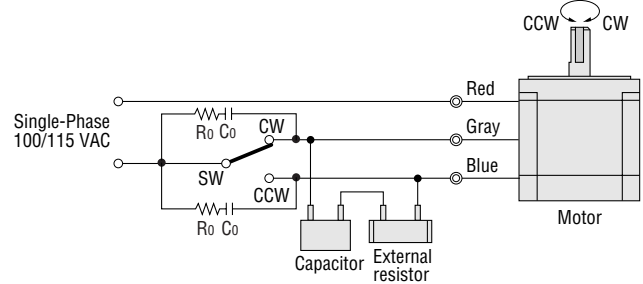 CCW CW
Red
Single-Phase
100/115 VAC
R0 C0
CW
Gray
SW
CCW
Blue
R0 C0
Motor
Capacitor
External
resistor